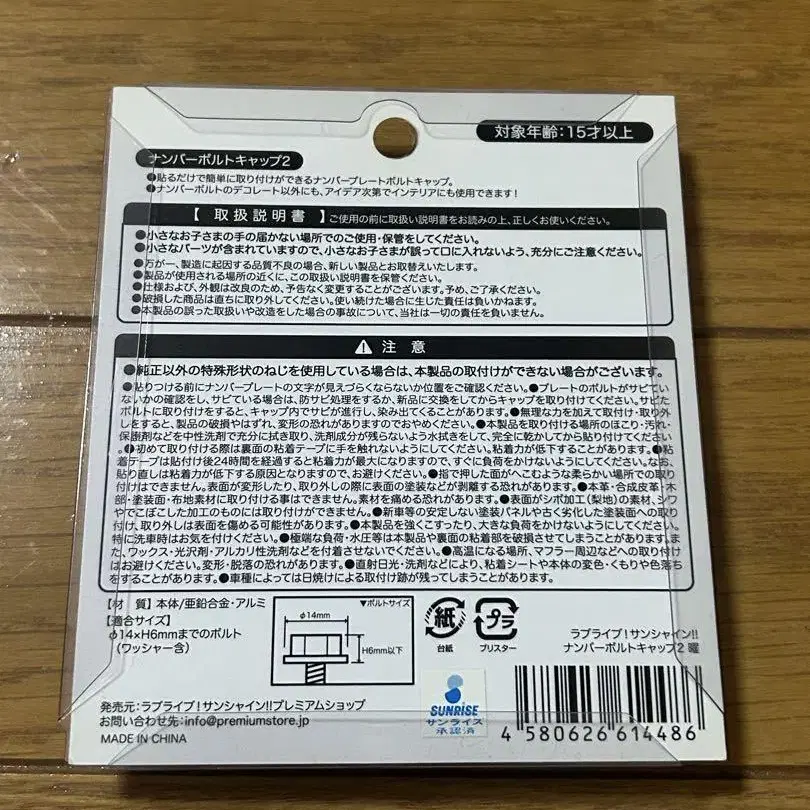 対象年齢:15才以上
ナンバーボルトキャップ2
●貼るだけで簡単に取り付けができるナンバープレートボルトキャップ。
●ナンバーボルトのデコレート以外にも、アイデア次第でインテリアにも使用できます!
【 取扱説明書 】ご使用の前に取扱い説明書をお読みの上、正しくお使いください。
●小さなお子さまの手の届かない場所でのご使用・保管をしてください。
●小さなパーツが含まれていますので、小さなお子さまが誤って口に入れないよう、充分にご注意ください。
●万が一、製造に起因する品質不良の場合、新しい製品とお取替えいたします。
●製品が使用される場所の近くに、この取扱い説明書を保管ください。
●仕様および、外観は改良のため、予告なく変更することがございます。予め、ご了承ください。
●破損した商品は直ちに取り外してください。使い続けた場合に生じた責任は負いかねます。
●本製品の誤った取扱いや改造をした場合の事故について、当社は一切の責任を負いません。
⚠ 注 意
●純正以外の特殊形状のねじを使用している場合は、本製品の取付けができない場合がございます。
●貼りつける前にナンバープレートの文字が見えづらくならないか位置をご確認ください。●プレートのボルトがサビてい
ないかの確認をし、サビている場合は、防サビ処理をするか、新品に交換をしてからキャップを取付けてください。サビた
ボルトに取り付けをすると、キャップ内でサビが進行し、染み出てくることがあります。●無理な力を加えて取付け・取り外
しをすると、製品の破損やはずれ、変形の恐れがありますのでおやめください。●本製品を取付ける場所のほこり・汚れ・
保樹剤などを中性洗剤で充分に拭き取り、洗剤成分が残らないよう水拭きをして、完全に乾かしてから貼り付けてくださ
い。●初めて取り付ける際は裏面の粘着テープに手を触れないようにしてください。粘着力が低下することがあります。●粘
着テープは貼付け後24時間を経過すると粘着力が最大になりますので、すぐに負荷をかけないようにしてください。なお、
貼り直しは粘着力が低下する原因となりますので、お避けください。●指で押した面がへこむような柔らかい場所での取り
付けはできません。表面が変形したり、取り外しの際に表面の塗装などが剥離する恐れがあります。●本革・合成皮革・木
部・塗装面・布地素材に取り付ける事はできません。素材を痛める恐れがあります。●表面がシボ加工(梨地)の素材、シワ
やでこぼこした加工のものには取り付けができません。●新車等の安定しない塗装パネルや古く劣化した塗装面への取り
付け、取り外しは表面を傷める可能性があります。●本製品を強くこすったり、大きな負荷をかけないようにしてください。
特に洗車時はお気を付けください。●極端な負荷・水圧等は本製品や裏面の粘着部を破損させてしまうことがあります。ま
た、ワックス・光沢剤・アルカリ性洗剤などを付着させないでください。●高温になる場所、マフラー周辺などへの取り付け
はお避けください。変形・脱落の恐れがあります。●直射日光・洗剤などにより、粘着シートや本体の変色・くもりや色落ち
をすることがあります。●車種によっては日焼けによる取付け跡が残ってしまうことがあります。
【材 質】本体/亜鉛合金・アルミ
【適合サイズ】
φ14×H6mmまでのボルト
(ワッシャー含)
▼ボルトサイズ
φ14mm
H6mm以下
紙
台紙
プラ
ブリスター
ラブライブ!サンシャイン!!
ナンバーボルトキャップ2 曜
発売元:ラブライブ!サンシャイン!!プレミアムショップ
お問い合わせ先:info@premiumstore.jp
MADE IN CHINA
SUNRISE
サンライズ
承認済
4 580626 614486